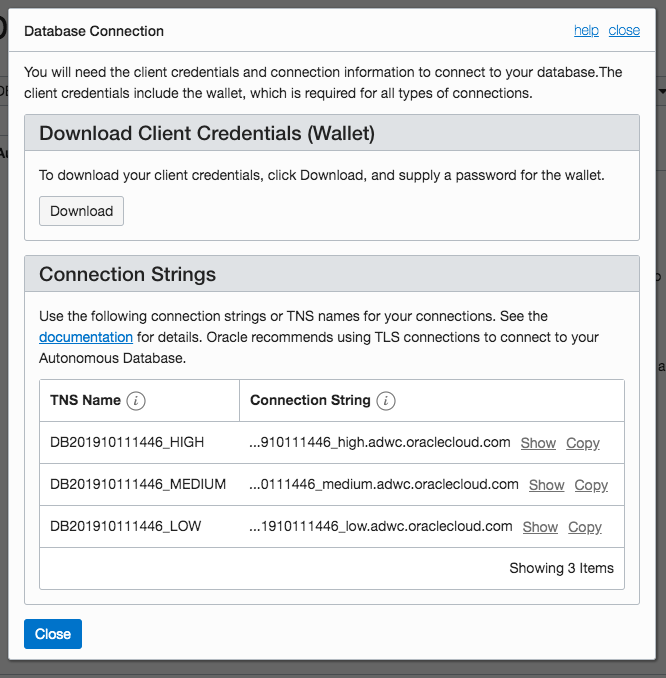 Database Connection help close
You will need the client credentials and connection information to connect to your database.The
client credentials include the wallet, which is required for all types of connections.
Download Client Credentials (Wallet)
To download your client credentials, click Download, and supply a password for the wallet.
Download
Connection Strings
Use the following connection strings or TNS names for your connections. See the
documentation for details. Oracle recommends using TLS connections to connect to your
Autonomous Database.
TNS Name i Connection String i
DB201910111446_HIGH ...910111446_high.adwc.oraclecloud.com Show Copy
DB201910111446_MEDIUM ...0111446_medium.adwc.oraclecloud.com Show Copy
DB201910111446_LOW ...1910111446_low.adwc.oraclecloud.com Show Copy
Showing 3 Items
Close